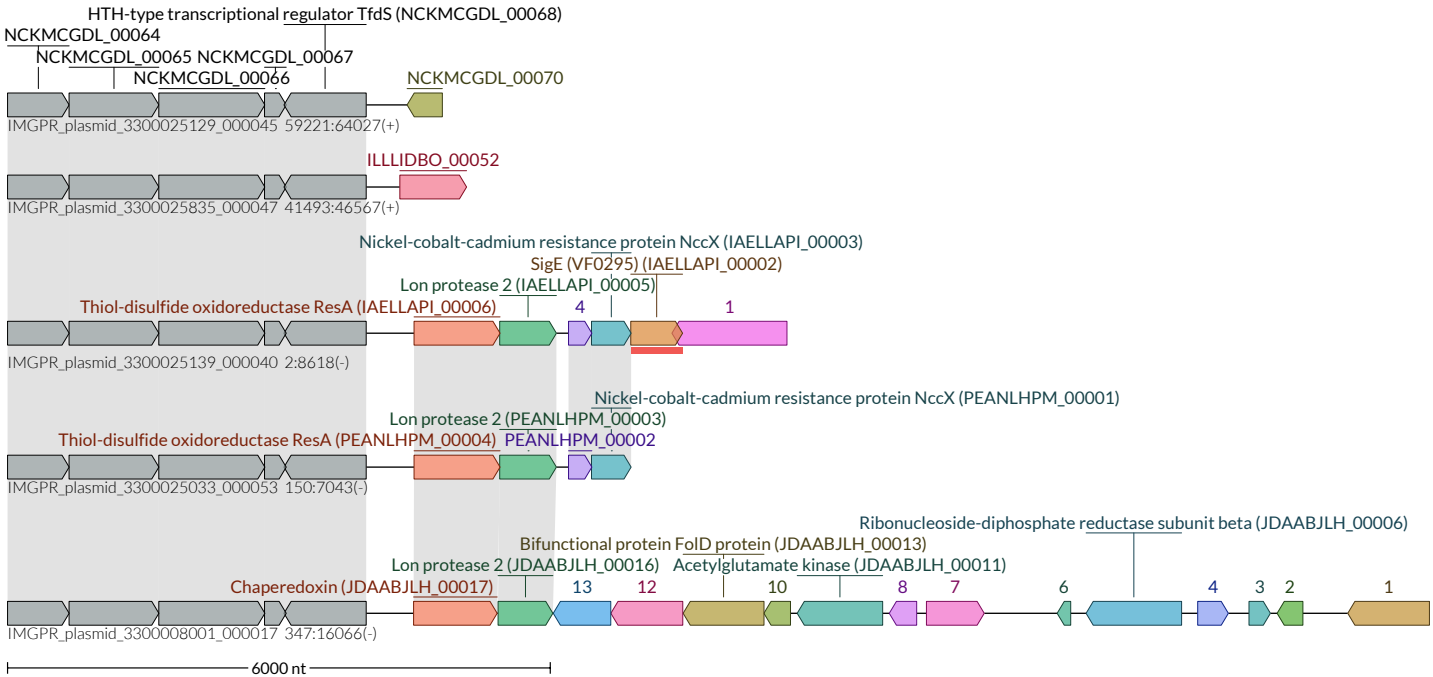 HTH-type transcriptional regulator TfdS (NCKMCGDL_00068)
NCKMCGDL_00064
NCKMCGDL_00065 NCKMCGDL_00067
NCKMCGDL_00066 NCKMCGDL_00070
IMGPR_plasmid_3300025129_000045 59221:64027(+)
ILLLIDBO_00052
IMGPR_plasmid_3300025835_000047 41493:46567(+)
Nickel-cobalt-cadmium resistance protein NccX (IAELLAPI_00003)
SigE (VF0295) (IAELLAPI_00002)
Lon protease 2 (IAELLAPI_00005)
Thiol-disulfide oxidoreductase ResA (IAELLAPI_00006) 4 1
IMGPR_plasmid_3300025139_000040 2:8618(-)
Nickel-cobalt-cadmium resistance protein NccX (PEANLHPM_00001)
Lon protease 2 (PEANLHPM_00003)
Thiol-disulfide oxidoreductase ResA (PEANLHPM_00004) PEANLHPM_00002
IMGPR_plasmid_3300025033_000053 150:7043(-)
Ribonucleoside-diphosphate reductase subunit beta (JDAABJLH_00006)
Bifunctional protein FolD protein (JDAABJLH_00013)
Lon protease 2 (JDAABJLH_00016) Acetylglutamate kinase (JDAABJLH_00011)
Chaperedoxin (JDAABJLH_00017) 13 12 10 8 7 6 4 3 2 1
IMGPR_plasmid_3300008001_000017 347:16066(-)
6000 nt